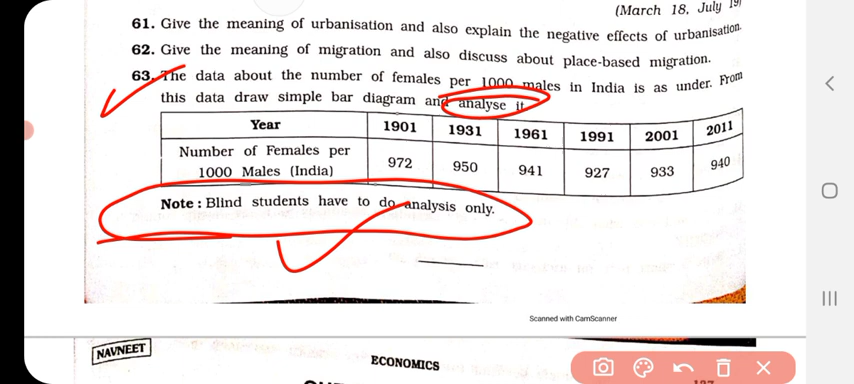 (March 18, July 19)
61. Give the meaning of urbanisation and also explain the negative effects of urbanisation.
62. Give the meaning of migration and also discuss about place-based migration.
63. The data about the number of females per 1000 males in India is as under. From
this data draw simple bar diagram and analyse it.
Year 1901 1931 1961 1991 2001 2011
Number of Females per
1000 Males (India) 972 950 941 927 933 940
Note : Blind students have to do analysis only.
Scanned with CamScanner
NAVNEET
ECONOMICS